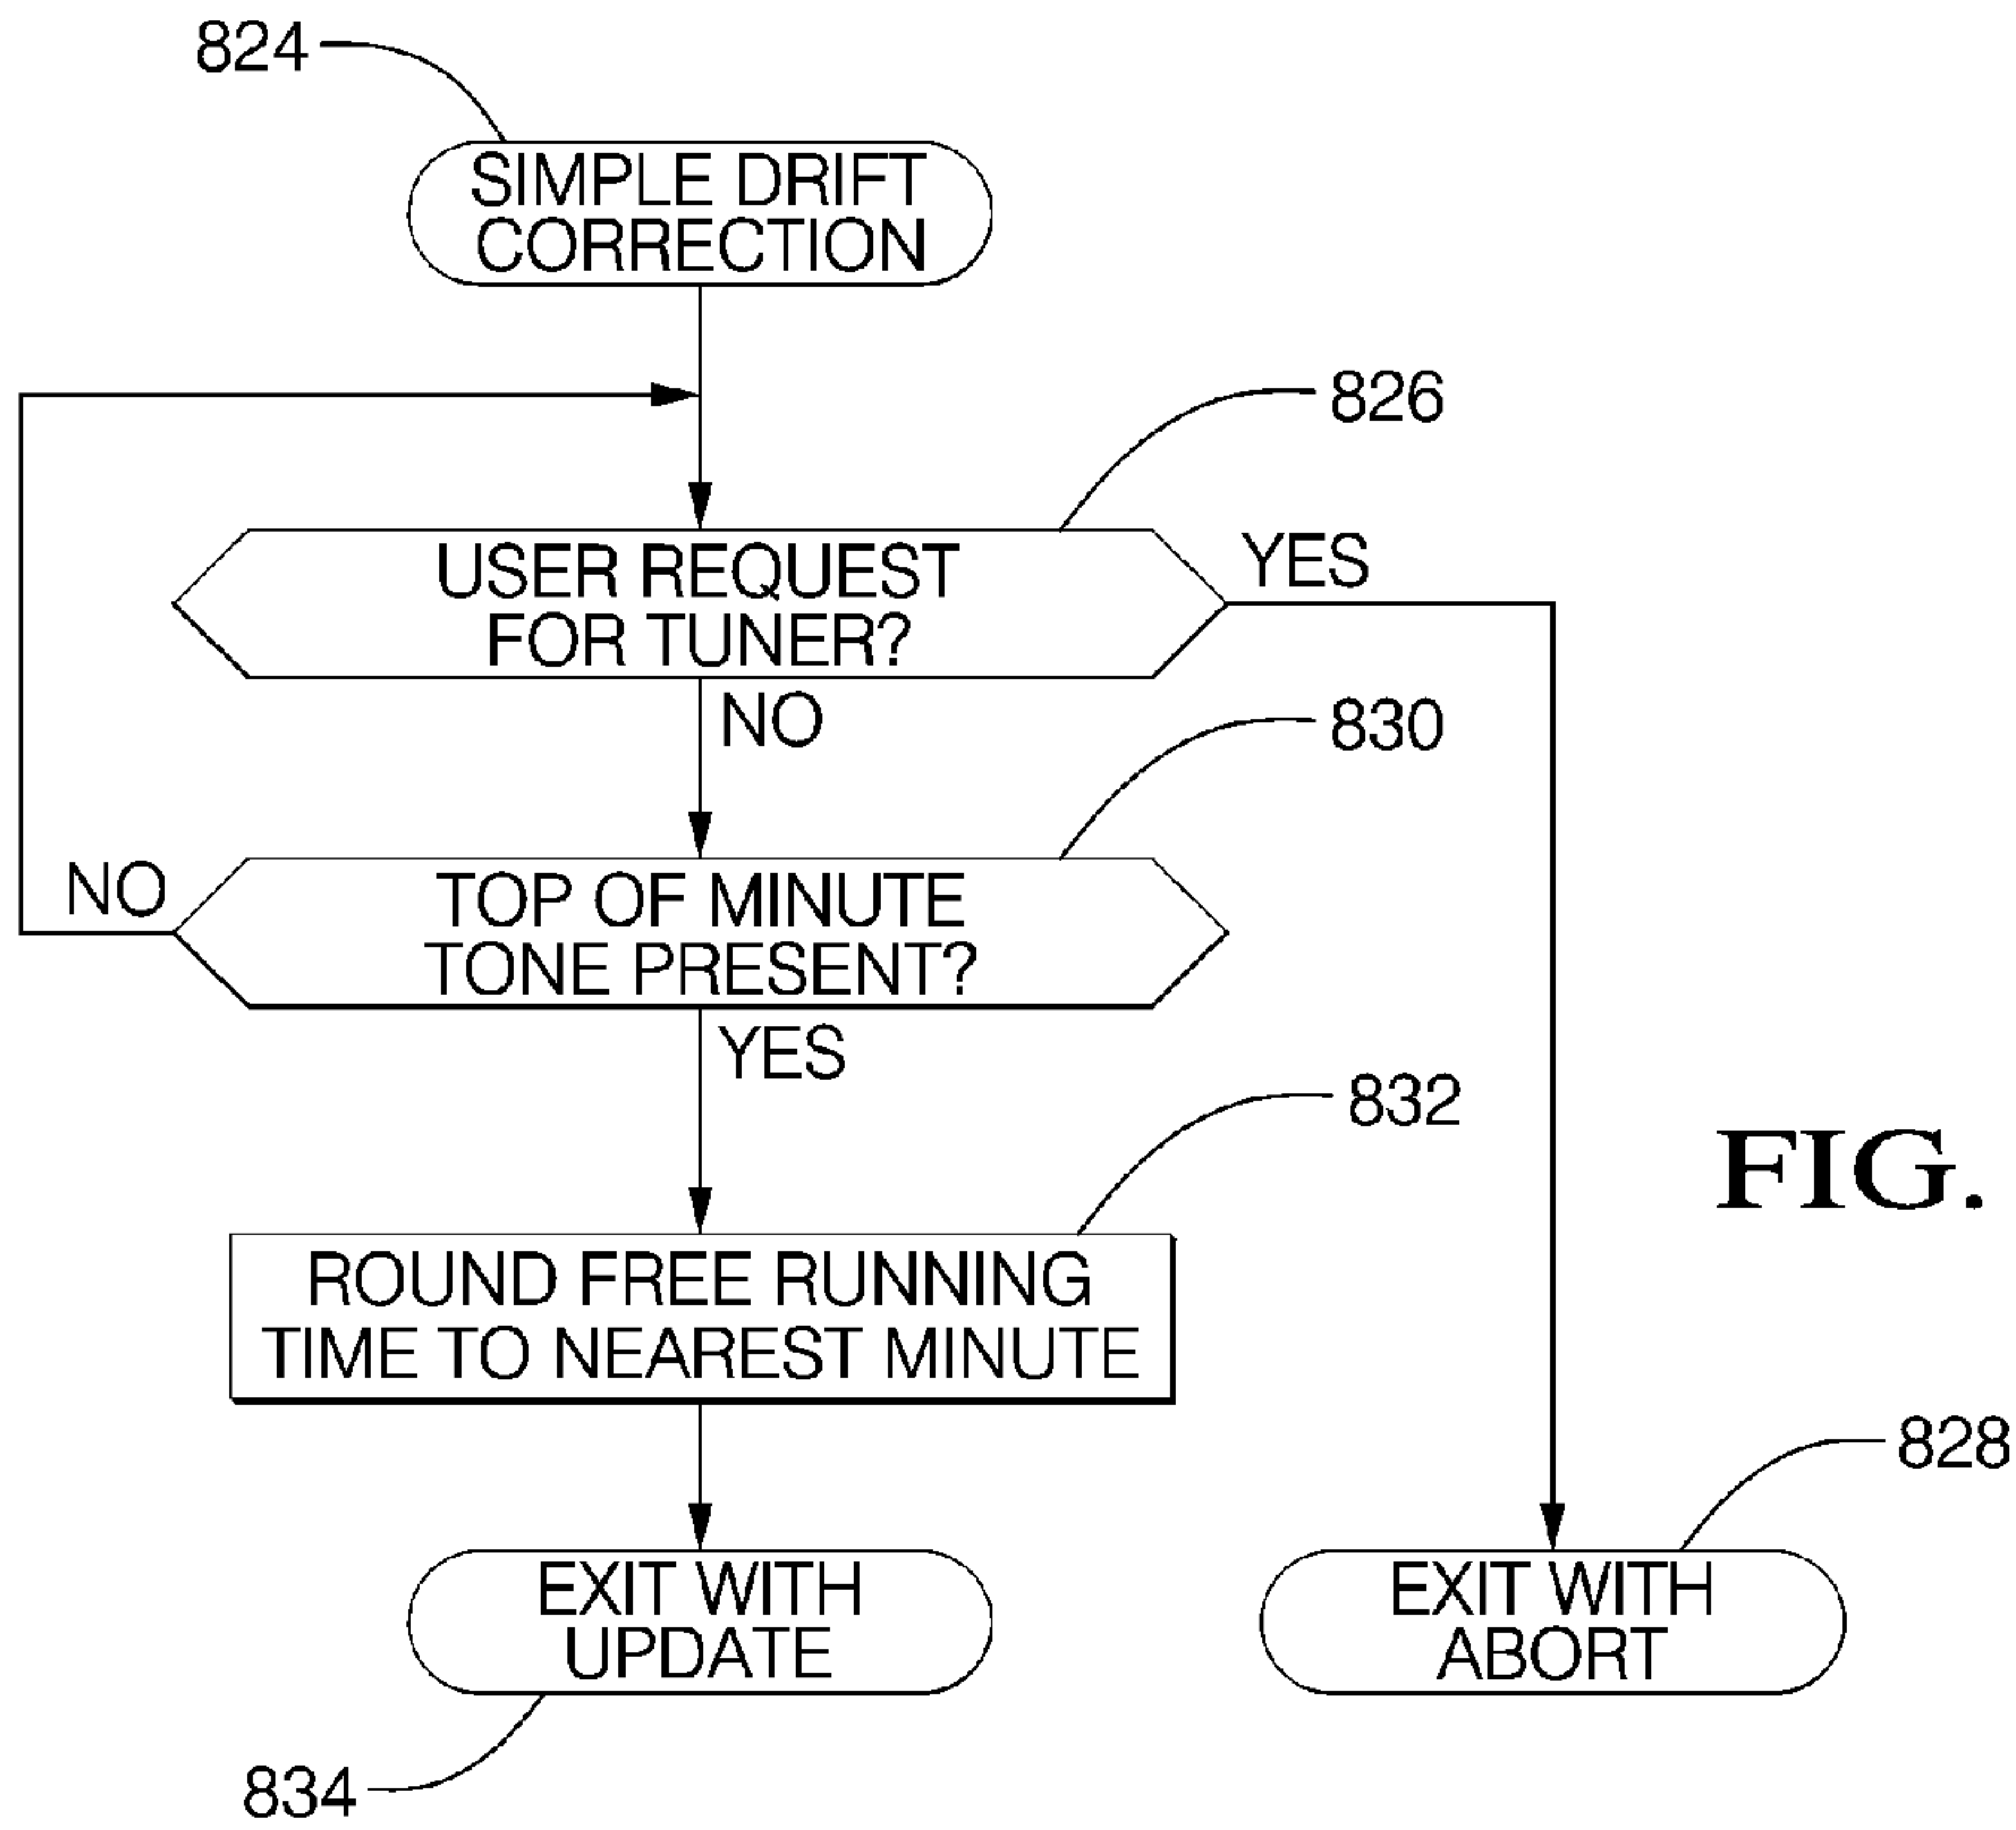 824
SIMPLE DRIFT
CORRECTION
826
USER REQUEST
FOR TUNER?
YES
NO
830
TOP OF MINUTE
TONE PRESENT?
NO
YES
832
ROUND FREE RUNNING
TIME TO NEAREST MINUTE
FIG.
828
EXIT WITH
UPDATE
EXIT WITH
ABORT
834